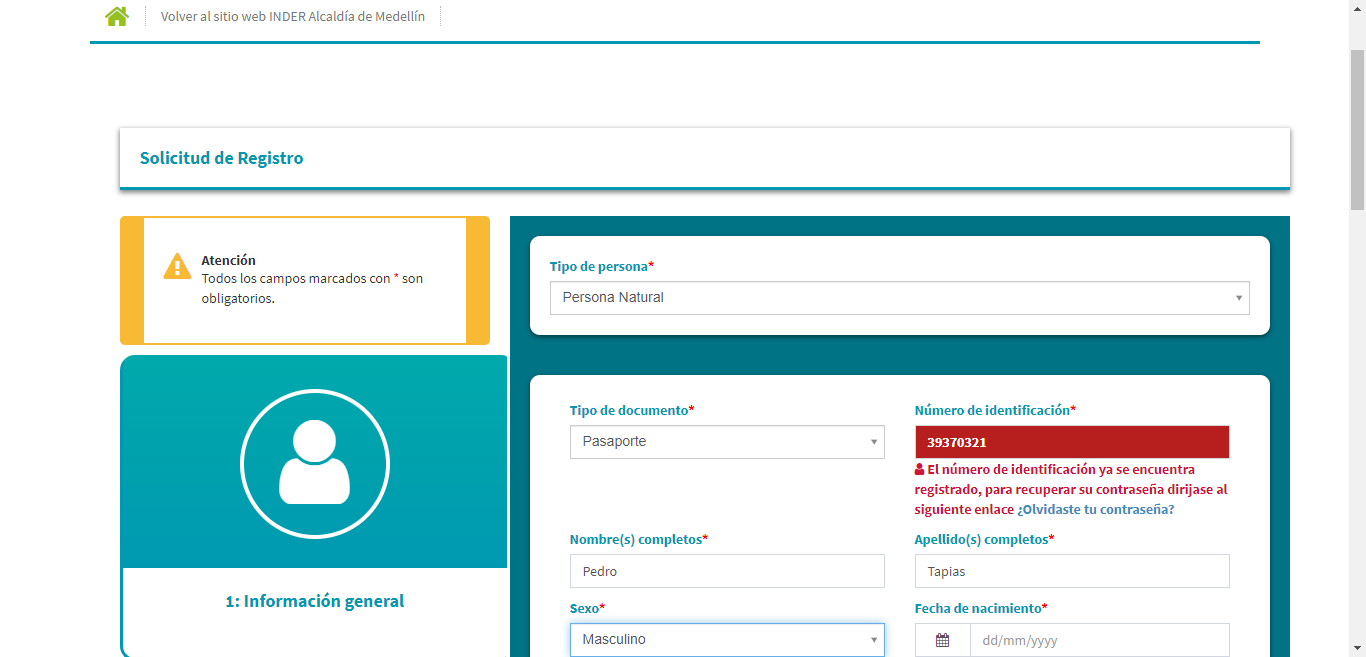 Volver al sitio web INDER Alcaldía de Medellín
Solicitud de Registro
Atención
Todos los campos marcados con * son
obligatorios.
1: Información general
Tipo de persona*
Persona Natural
Tipo de documento*
Pasaporte
Número de identificación*
39370321
El número de identificación ya se encuentra
registrado, para recuperar su contraseña dirijase al
siguiente enlace ¿Olvidaste tu contraseña?
Nombre(s) completos*
Pedro
Apellido(s) completos*
Tapias
Sexo*
Masculino
Fecha de nacimiento*
dd/mm/yyyy